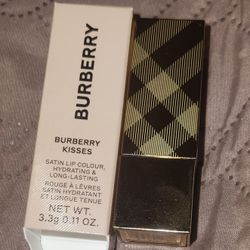 BURBERRY
BURBERRY
KISSES
SATIN LIP COLOUR,
HYDRATING &
LONG-LASTING
ROUGE À LÈVRES
SATIN HYDRATANT
ET LONGUE TENUE
NET WT.
3.3g 0.11 OZ.